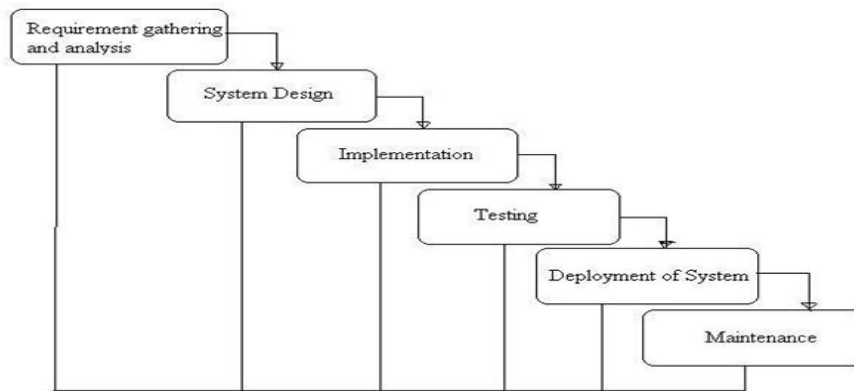 Requirement gathering
and analysis
System Design
Implementation
Testing
Deployment of System
Maintenance